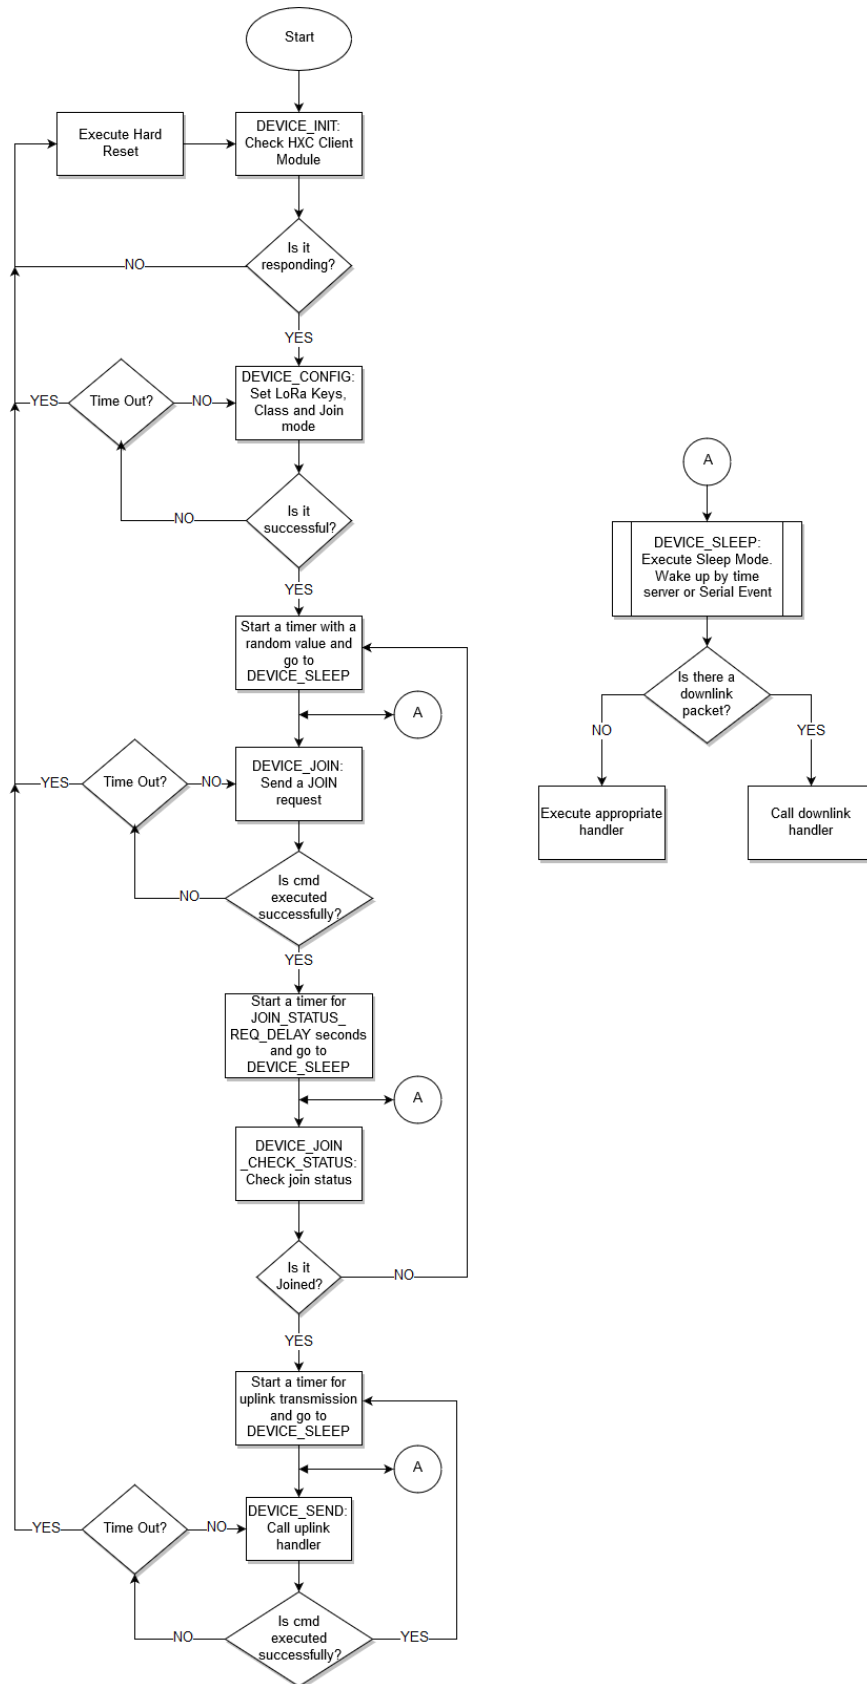 Start
Execute Hard
Reset
DEVICE_INIT:
Check HXC Client
Module
Is it
responding?
NO
YES
DEVICE_CONFIG:
Set LoRa Keys,
Class and Join
mode
Time Out?
YES
NO
Is it
successful?
NO
YES
Start a timer with a
random value and
go to
DEVICE_SLEEP
A
DEVICE_JOIN:
Send a JOIN
request
Time Out?
YES
NO
Is cmd
executed
successfully?
NO
YES
Start a timer for
JOIN_STATUS_
REQ_DELAY seconds
and go to
DEVICE_SLEEP
A
DEVICE_JOIN
_CHECK_STATUS:
Check join status
Is it
Joined?
NO
YES
Start a timer for
uplink transmission
and go to
DEVICE_SLEEP
A
DEVICE_SEND:
Call uplink
handler
Time Out?
YES
NO
Is cmd
executed
successfully?
NO
YES
A
DEVICE_SLEEP:
Execute Sleep Mode.
Wake up by time
server or Serial Event
Is there a
downlink
packet?
NO
YES
Execute appropriate
handler
Call downlink
handler